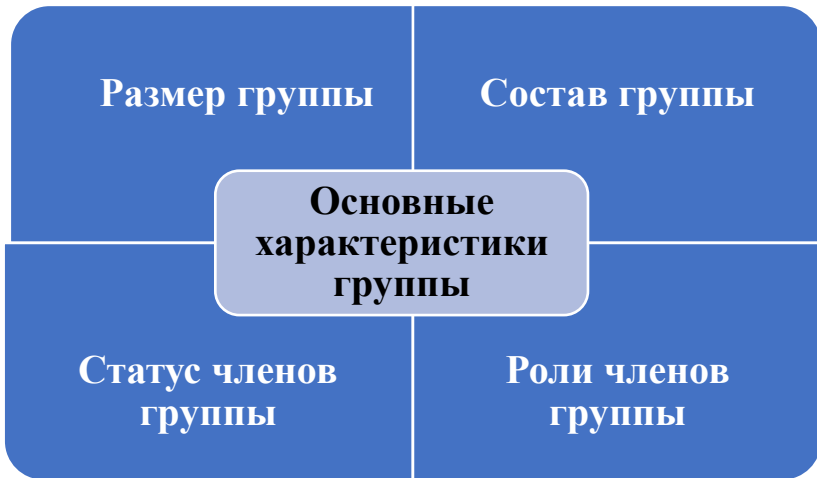 Размер группы
Состав группы
Основные
характеристики
группы
Статус членов
группы
Роли членов
группы